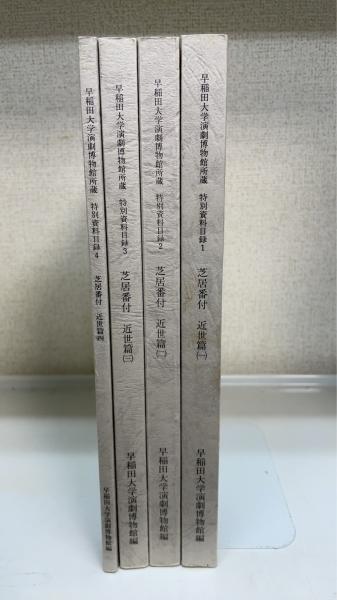 早稲田大学演劇博物館所蔵 特別資料目録1 芝居番付 近世篇㈠ 早稲田大学演劇博物館編
早稲田大学演劇博物館所蔵 特別資料目録2 芝居番付 近世篇㈡ 早稲田大学演劇博物館編
早稲田大学演劇博物館所蔵 特別資料目録3 芝居番付 近世篇㈢ 早稲田大学演劇博物館編
早稲田大学演劇博物館所蔵 特別資料目録4 芝居番付 近世篇㈣ 早稲田大学演劇博物館編